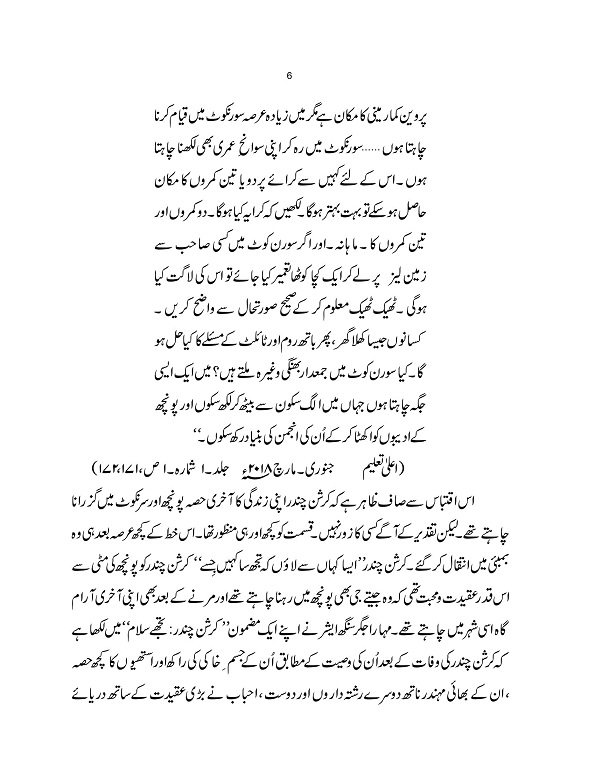 6
پروین کمار مینی کا مکان ہے مگر میں زیادہ عرصہ سورنکوٹ میں قیام کرنا
چاہتا ہوں ……سورنکوٹ میں رہ کر اپنی سوانح عمری بھی لکھنا چاہتا
ہوں ۔اس کے لئے کہیں سے کرائے پر دو یا تین کمروں کا مکان
حاصل ہو سکے تو بہت بہتر ہوگا ۔لکھیں کہ کرایہ کیا ہوگا۔دو کمروں اور
تین کمروں کا ۔ ماہانہ ۔اور اگر سورن کوٹ میں کسی صاحب سے
زمین لیز پر لے کر ایک کچا کوٹھا تعمیر کیا جائے تو اس کی لاگت کیا
ہوگی ۔ٹھیک ٹھیک معلوم کر کے صحیح صورتحال سے واضح کریں ۔
کسانوں جیسا کھلا گھر، پھر باتھ روم اور ٹائلٹ کے مسئلے کا کیا حل ہو
گا ۔کیا سورن کوٹ میں جمعدار بھنگی وغیرہ ملتے ہیں؟ میں ایک ایسی
جگہ چاہتا ہوں جہاں میں الگ سکون سے بیٹھ کر لکھ سکوں اور پونچھ
کے ادیبوں کو اکھٹا کر کے اُن کی انجمن کی بنیاد رکھ سکوں ۔‘‘
(اعلیٰ تعلیم جنوری۔مارچ ۲۰۱۸ء جلد۔۱ شمارہ۔۱ ص،۱۷۲،۱۷۱)
اس اقتباس سے صاف ظاہر ہے کہ کرشن چندر اپنی زندگی کا آخری حصہ پونچھ اور سرنکوٹ میں گزرانا
چاہتے تھے ۔لیکن تقدیر کے آگے کسی کا زور نہیں ۔قسمت کو کچھ اور ہی منظور تھا۔اس خط کے کچھ عرصہ بعد ہی وہ
بمبئی میں انتقال کر گئے ۔کرشن چندر’’ایسا کہاں سے لاؤں کہ تجھ سا کہیں جسے‘‘ کرشن چندر کو پونچھ کی مٹی سے
اس قدر عقیدت و محبت تھی کہ وہ جیتے جی بھی پونچھ میں رہنا چاہتے تھے اور مرنے کے بعد بھی اپنی آخری آرام
گاہ اسی شہر میں چاہتے تھے۔مہاراجگر سنگھ ایشر نے اپنے ایک مضمون’’کرشن چندر: تجھے سلام‘‘ میں لکھا ہے
کہ کرشن چندر کی وفات کے بعد اُن کی وصیت کے مطابق اُن کے جسم ِ خاکی کی راکھ اور استھیوں کا کچھ حصہ
،ان کے بھائی مہندر ناتھ دوسرے رشتہ داروں اور دوست ،احباب نے بڑی عقیدت کے ساتھ دریائے